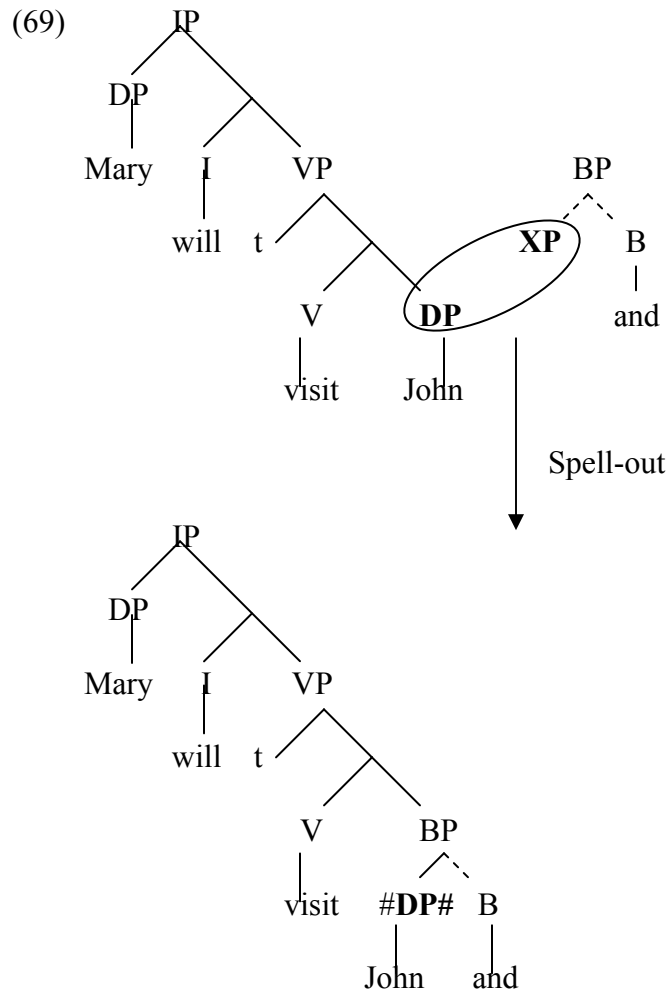 (69) IP
DP
Mary I VP BP
will t XP B
V DP and
visit John
Spell-out
IP
DP
Mary I VP
will t
V BP
visit #DP# B
John and